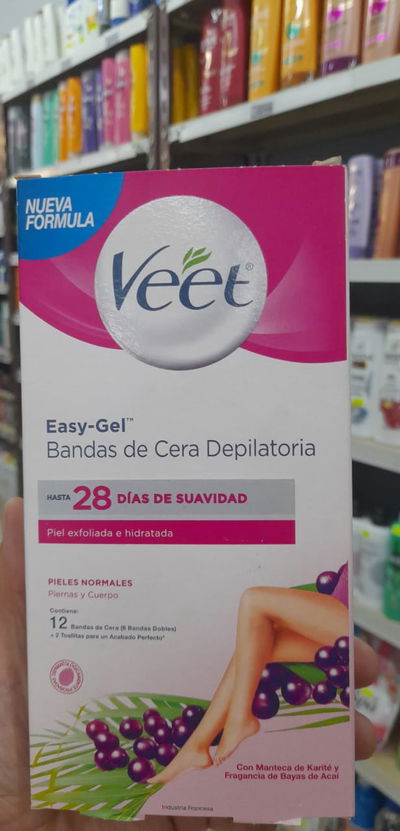 NUEVA
FÓRMULA
Veet®
Easy-Gel™
Bandas de Cera Depilatoria
HASTA 28 DÍAS DE SUAVIDAD
Piel exfoliada e hidratada
PIELES NORMALES
Piernas y Cuerpo
Contiene:
12 Bandas de Cera (6 Bandas Dobles)
+ 2 Toallitas para un Acabado Perfecto*
Con Manteca de Karité y
Fragancia de Bayas de Acaí
Industria Francesa